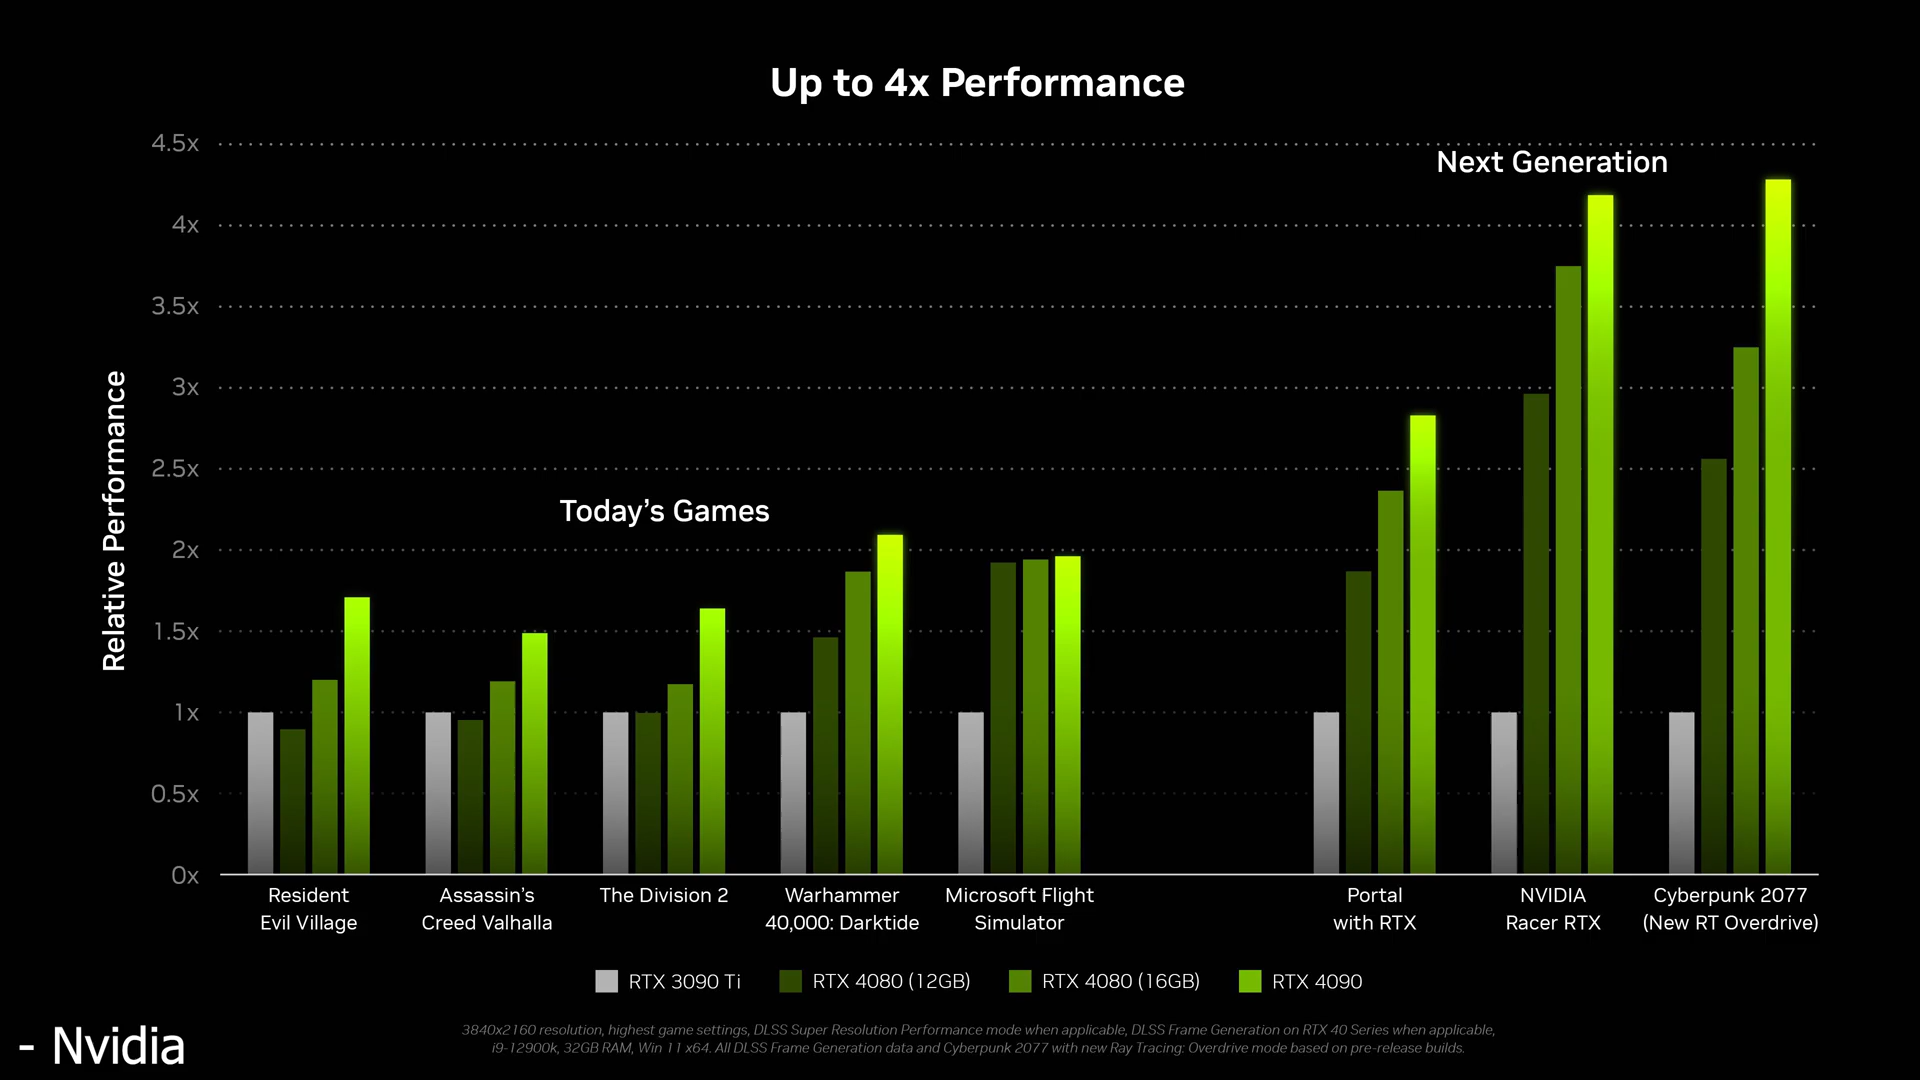 Up to 4x Performance
4.5x
Next Generation
4x
3.5x
3x
Relative Performance
2.5x
Today’s Games
2x
1.5x
1x
0.5x
0x
Resident
Evil Village
Assassin’s
Creed Valhalla
The Division 2
Warhammer
40,000: Darktide
Microsoft Flight
Simulator
Portal
with RTX
NVIDIA
Racer RTX
Cyberpunk 2077
(New RT Overdrive)
RTX 3090 Ti
RTX 4080 (12GB)
RTX 4080 (16GB)
RTX 4090
3840x2160 resolution, highest game settings, DLSS Super Resolution Performance mode when applicable, DLSS Frame Generation on RTX 40 Series when applicable,
i9-12900k, 32GB RAM, Win 11 x64. All DLSS Frame Generation data and Cyberpunk 2077 with new Ray Tracing: Overdrive mode based on pre-release builds.
- Nvidia